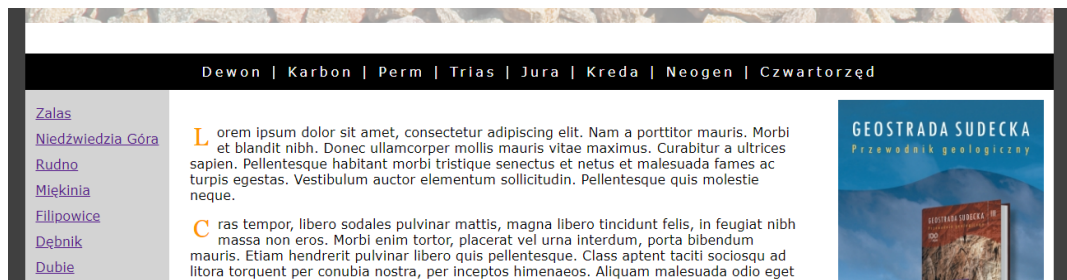 Dewon | Karbon | Perm | Trias | Jura | Kreda | Neogen | Czwartorzęd
Zalas
Niedźwiedzia Góra
Rudno
Miękinia
Filipowice
Dębnik
Dubie
Lorem ipsum dolor sit amet, consectetur adipiscing elit. Nam a porttitor mauris. Morbi
et blandit nibh. Donec ullamcorper mollis mauris vitae maximus. Curabitur a ultrices
sapien. Pellentesque habitant morbi tristique senectus et netus et malesuada fames ac
turpis egestas. Vestibulum auctor elementum sollicitudin. Pellentesque quis molestie
neque.
Cras tempor, libero sodales pulvinar mattis, magna libero tincidunt felis, in feugiat nibh
massa non eros. Morbi enim tortor, placerat vel urna interdum, porta bibendum
mauris. Etiam hendrerit pulvinar libero quis pellentesque. Class aptent taciti sociosqu ad
litora torquent per conubia nostra, per inceptos himenaeos. Aliquam malesuada odio eget
GEOSTRADA SUDECKA
Przewodnik geologiczny
GEOSTRADA SUDECKA